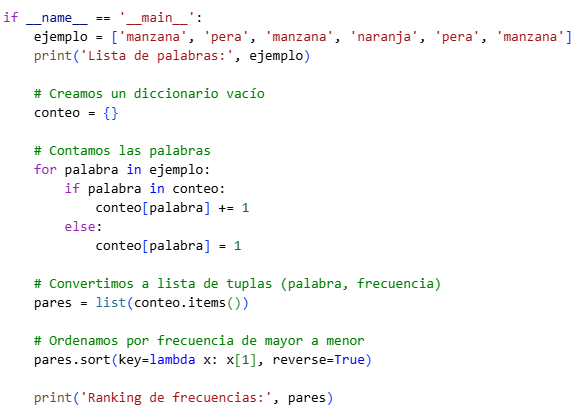 if __name__ == '__main__':
    ejemplo = ['manzana', 'pera', 'manzana', 'naranja', 'pera', 'manzana']
    print('Lista de palabras:', ejemplo)

    # Creamos un diccionario vacío
    conteo = {}

    # Contamos las palabras
    for palabra in ejemplo:
        if palabra in conteo:
            conteo[palabra] += 1
        else:
            conteo[palabra] = 1

    # Convertimos a lista de tuplas (palabra, frecuencia)
    pares = list(conteo.items())

    # Ordenamos por frecuencia de mayor a menor
    pares.sort(key=lambda x: x[1], reverse=True)

    print('Ranking de frecuencias:', pares)